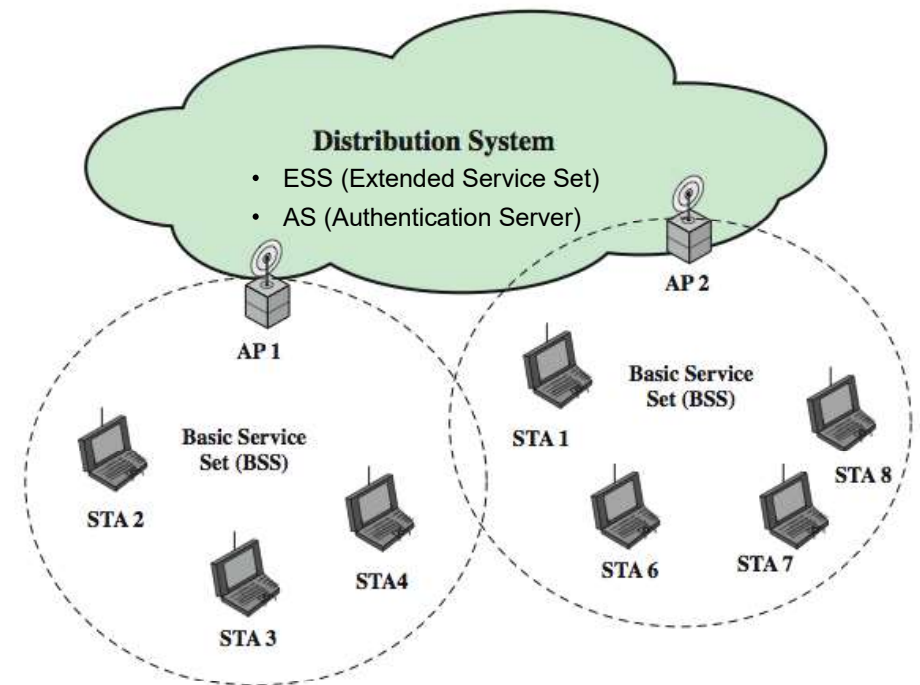 Distribution System
• ESS (Extended Service Set)
• AS (Authentication Server)
AP 2
AP 1
Basic Service
Set (BSS)
STA 1
STA 8
Basic Service
Set (BSS)
STA 2
STA 6
STA 7
STA4
STA 3